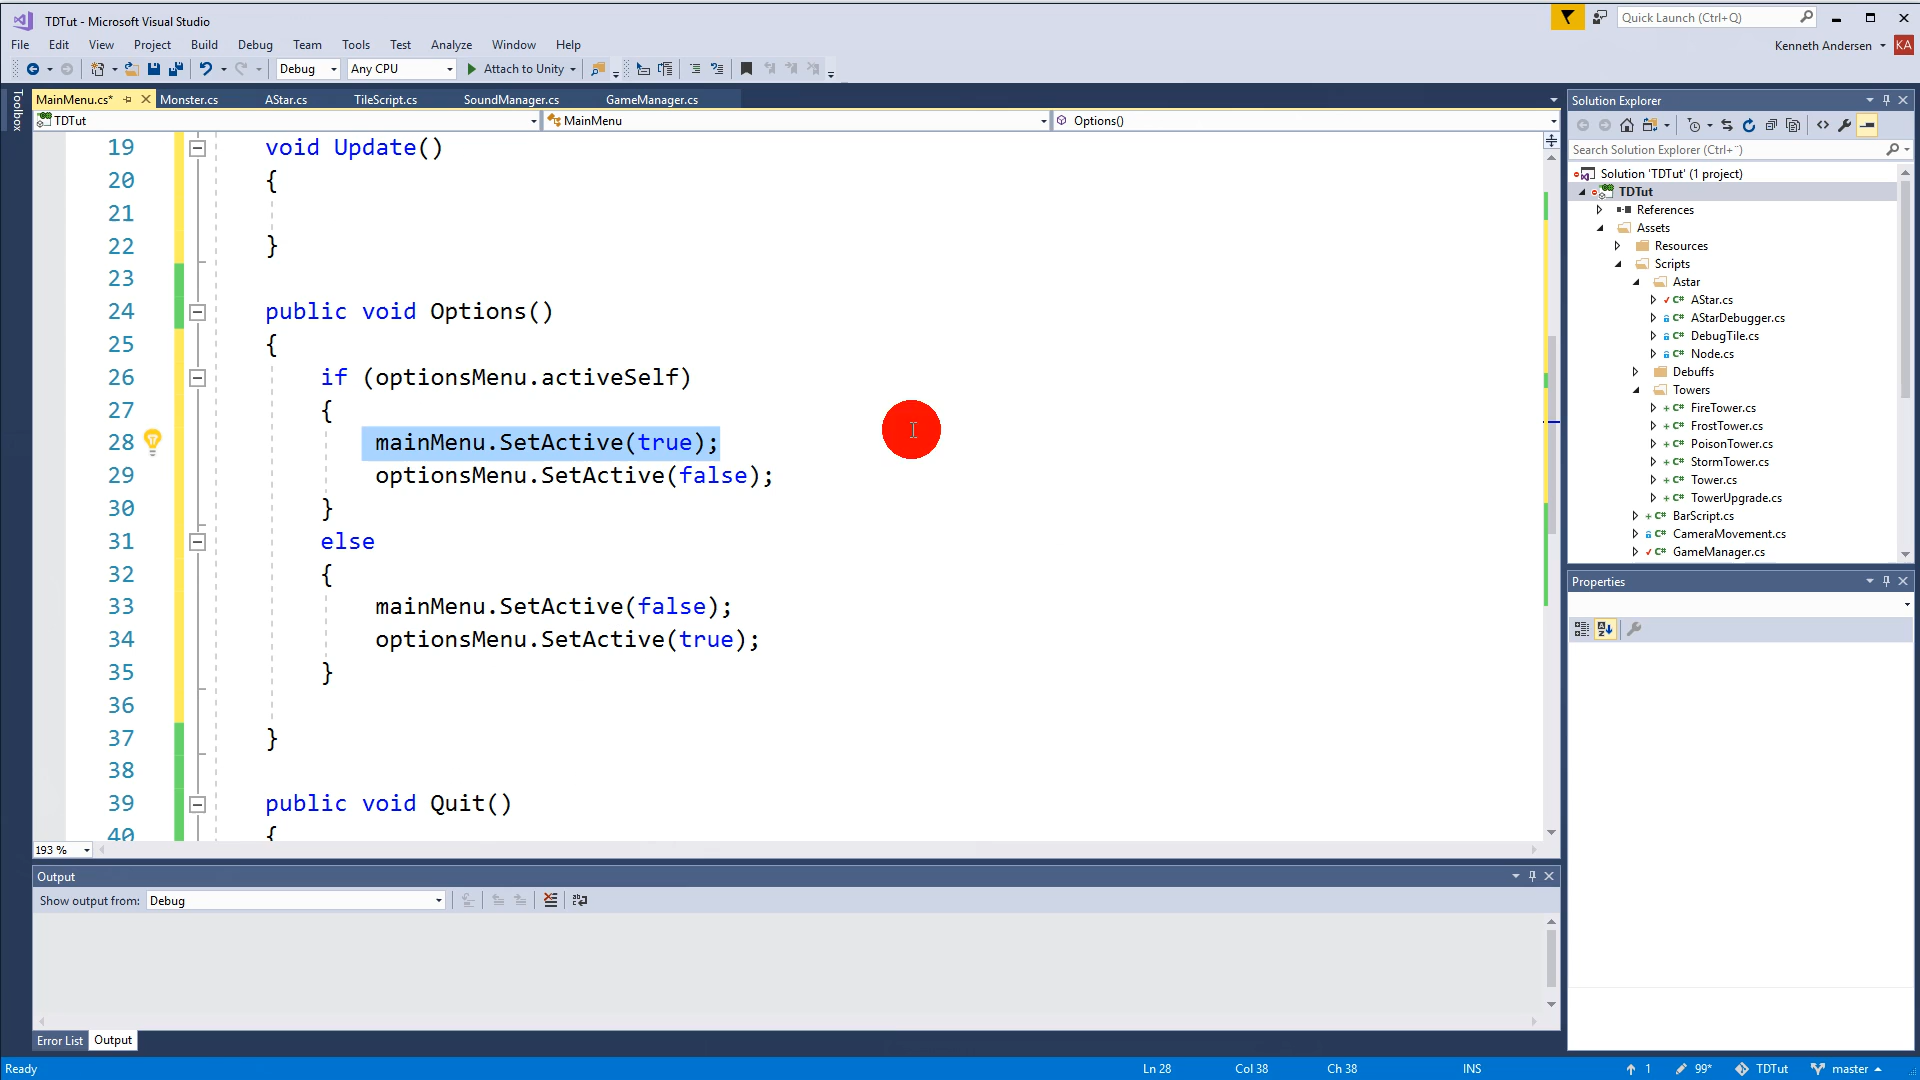 TDTut - Microsoft Visual Studio
Quick Launch (Ctrl+Q)
File Edit View Project Build Debug Team Tools Test Analyze Window Help
Kenneth Andersen KA
Debug Any CPU Attach to Unity
Toolbox
MainMenu.cs* Monster.cs AStar.cs TileScript.cs SoundManager.cs GameManager.cs
TDTut MainMenu Options()
19 void Update()
20 {
21
22 }
23
24 public void Options()
25 {
26 if (optionsMenu.activeSelf)
27 {
28 mainMenu.SetActive(true);
29 optionsMenu.SetActive(false);
30 }
31 else
32 {
33 mainMenu.SetActive(false);
34 optionsMenu.SetActive(true);
35 }
36
37 }
38
39 public void Quit()
40 {
193 %
Output
Show output from: Debug
Error List Output
Solution Explorer
Search Solution Explorer (Ctrl+¨)
Solution 'TDTut' (1 project)
TDTut
References
Assets
Resources
Scripts
Astar
C# AStar.cs
C# AStarDebugger.cs
C# DebugTile.cs
C# Node.cs
Debuffs
Towers
C# FireTower.cs
C# FrostTower.cs
C# PoisonTower.cs
C# StormTower.cs
C# Tower.cs
C# TowerUpgrade.cs
C# BarScript.cs
C# CameraMovement.cs
C# GameManager.cs
Properties
Ready Ln 28 Col 38 Ch 38 INS 1 99* TDTut master